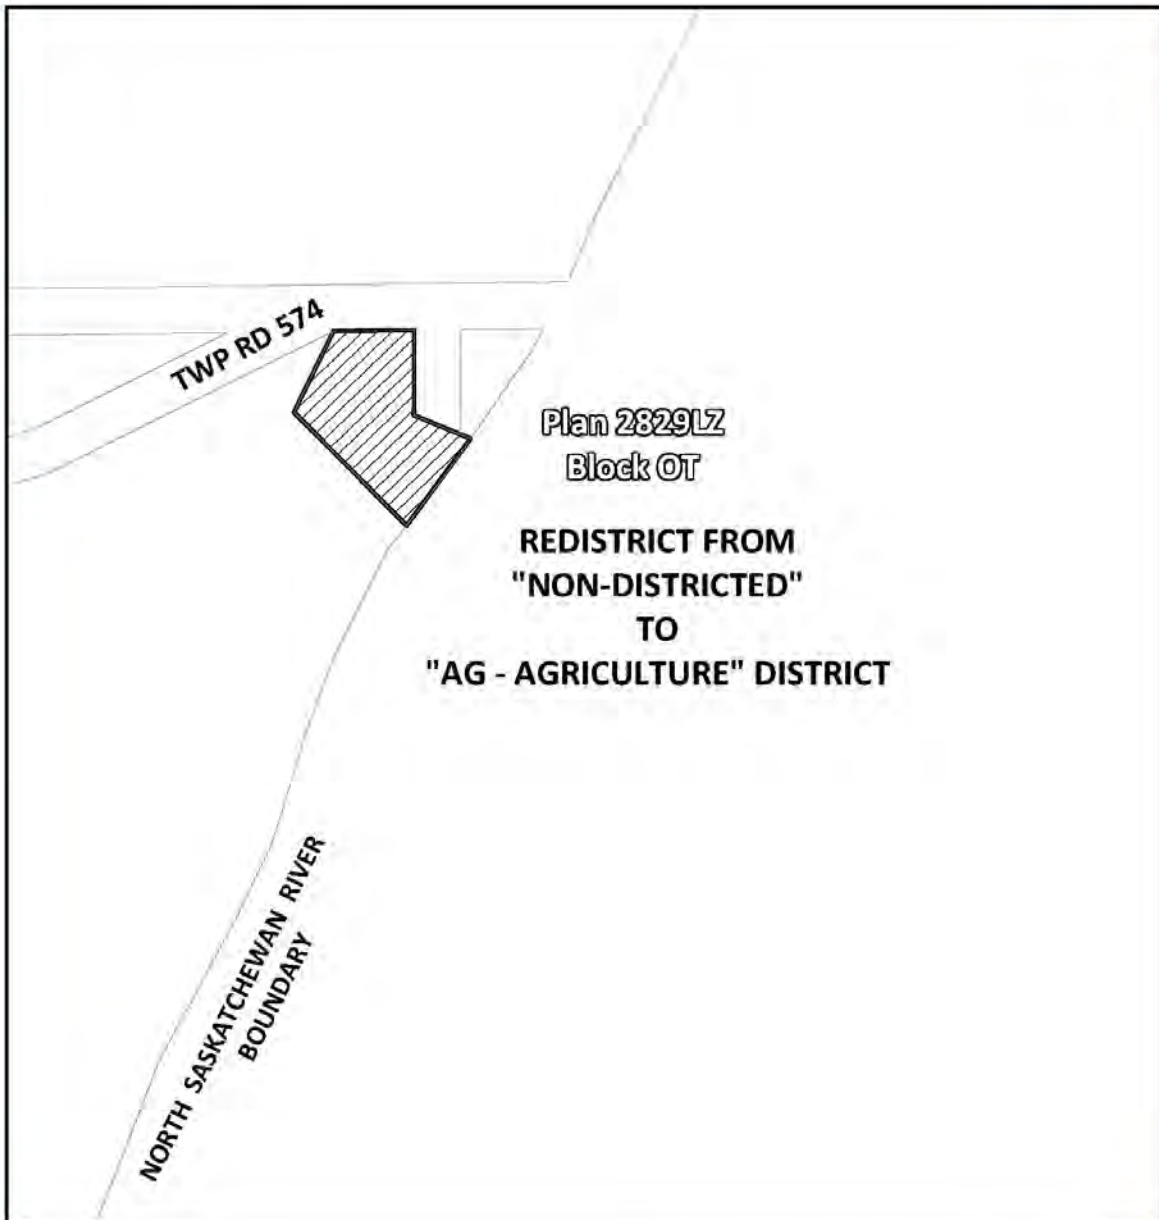 TWP RD 574
Plan 2829LZ
Block OT
REDISTRICT FROM
"NON-DISTRICTED"
TO
"AG - AGRICULTURE" DISTRICT
NORTH SASKATCHEWAN RIVER
BOUNDARY